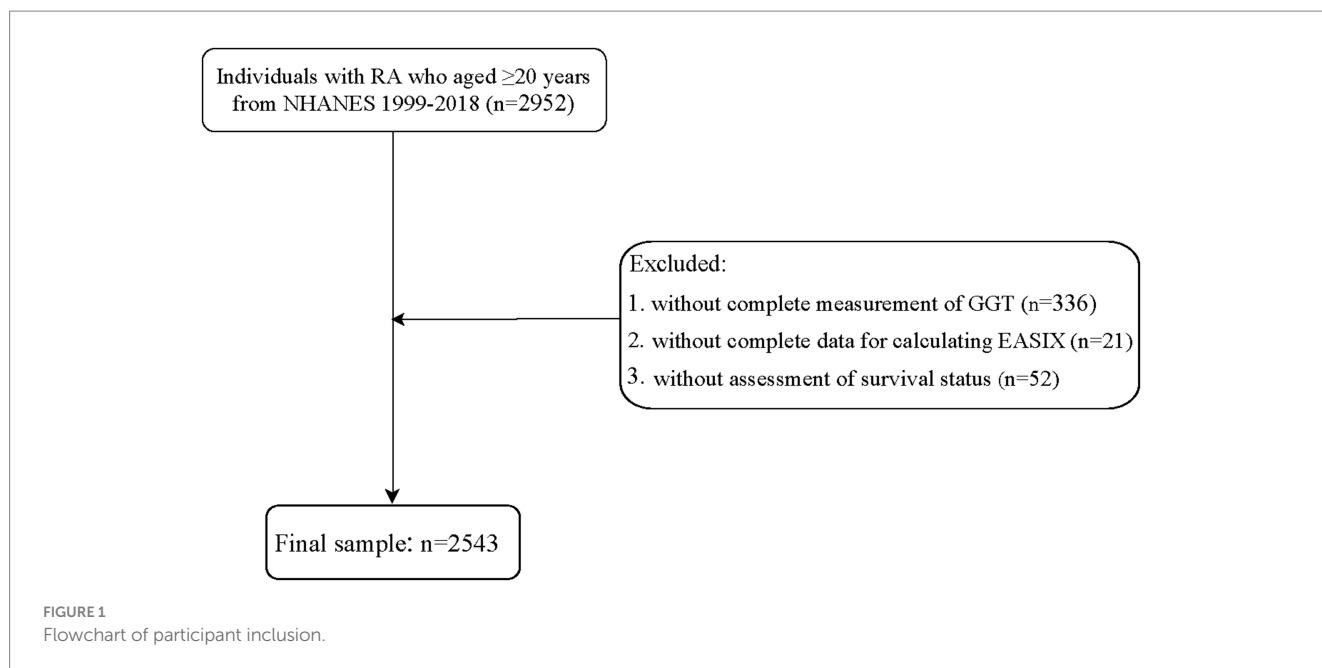 Individuals with RA who aged ≥20 years
from NHANES 1999-2018 (n=2952)
Excluded:
1. without complete measurement of GGT (n=336)
2. without complete data for calculating EASIX (n=21)
3. without assessment of survival status (n=52)
Final sample: n=2543
FIGURE 1
Flowchart of participant inclusion.